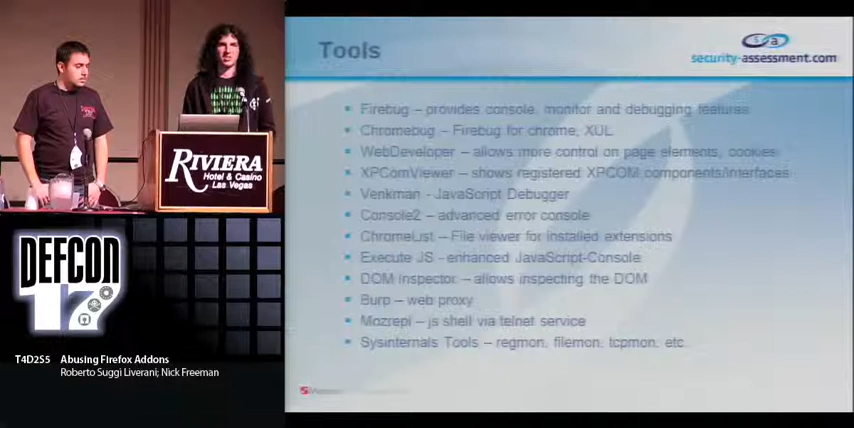 Tools
security-assessment.com
Firebug – provides console, monitor and debugging features
Chromebug – Firebug for chrome, XUL
WebDeveloper – allows more control on page elements, cookies
XPComViewer – shows registered XPCOM components/interfaces
Venkman - JavaScript Debugger
Console2 – advanced error console
ChromeList – File viewer for installed extensions
Execute JS - enhanced JavaScript-Console
DOM Inspector – allows inspecting the DOM
Burp – web proxy
Mozrepl – js shell via telnet service
Sysinternals Tools – regmon, filemon, tcpmon, etc.
RIVIERA
Hotel & Casino
Las Vegas
DEFCON
17
T4D2S5 Abusing Firefox Addons
Roberto Suggi Liverani; Nick Freeman